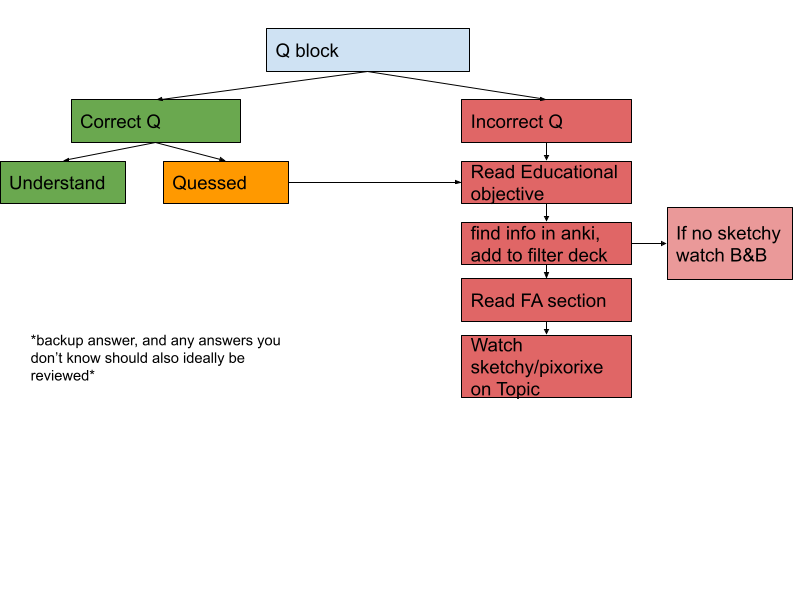 Q block
Correct Q
Incorrect Q
Understand
Quessed
Read Educational
objective
find info in anki,
add to filter deck
If no sketchy
watch B&B
Read FA section
Watch
sketchy/pixorixe
on Topic
*backup answer, and any answers you
don't know should also ideally be
reviewed*